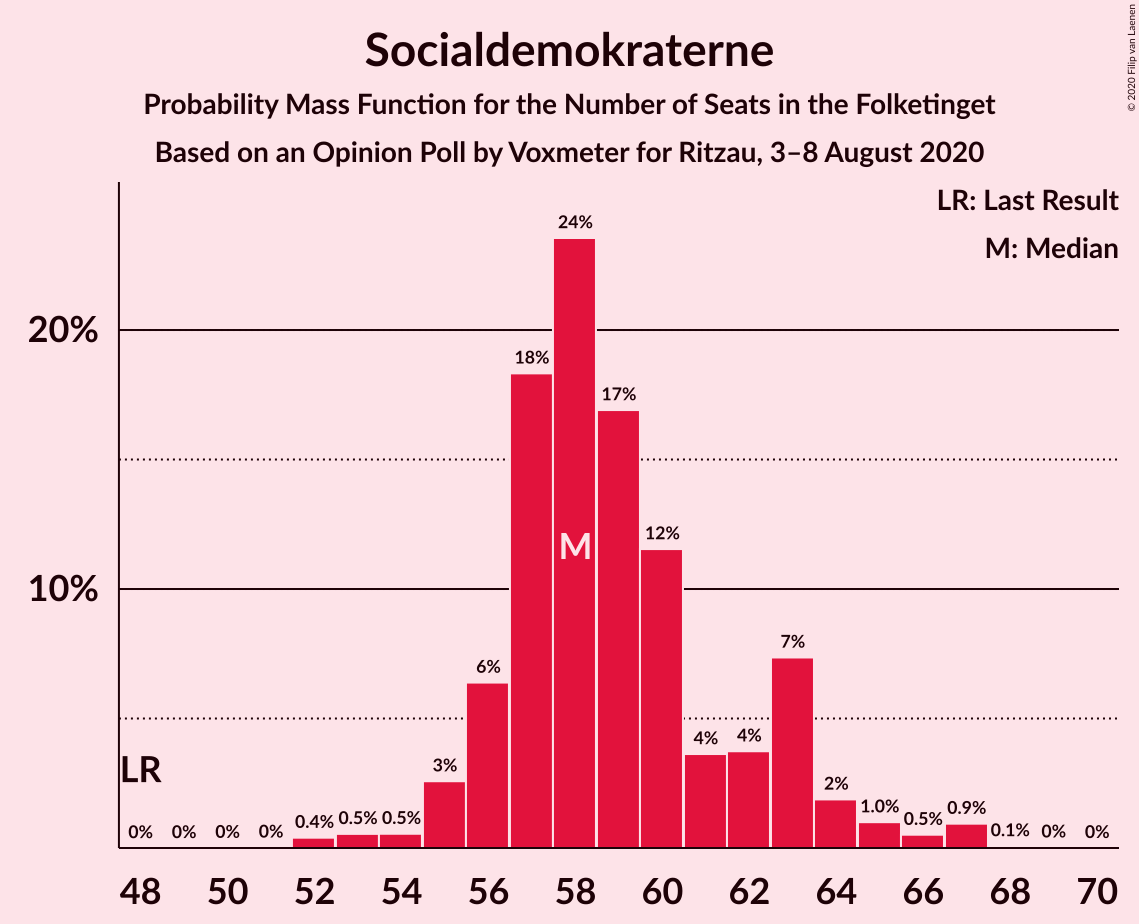 Socialdemokraterne
Probability Mass Function for the Number of Seats in the Folketinget
Based on an Opinion Poll by Voxmeter for Ritzau, 3–8 August 2020
© 2020 Filip van Laenen
LR: Last Result
M: Median
20%
10%
LR
M
0%
0%
0%
0%
0.4%
0.5%
0.5%
3%
6%
18%
24%
17%
12%
4%
4%
7%
2%
1.0%
0.5%
0.9%
0.1%
0%
0%
48 50 52 54 56 58 60 62 64 66 68 70